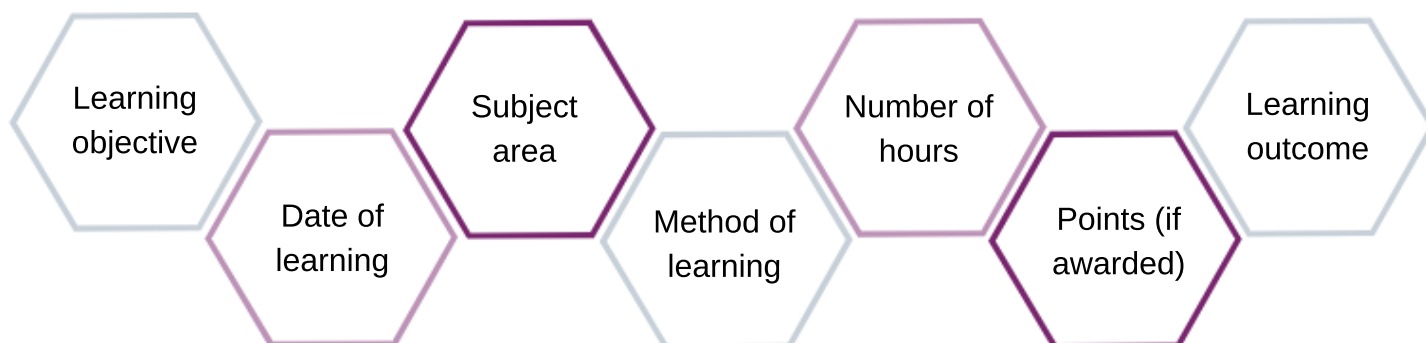 Learning
objective
Date of
learning
Subject
area
Method of
learning
Number of
hours
Points (if
awarded)
Learning
outcome